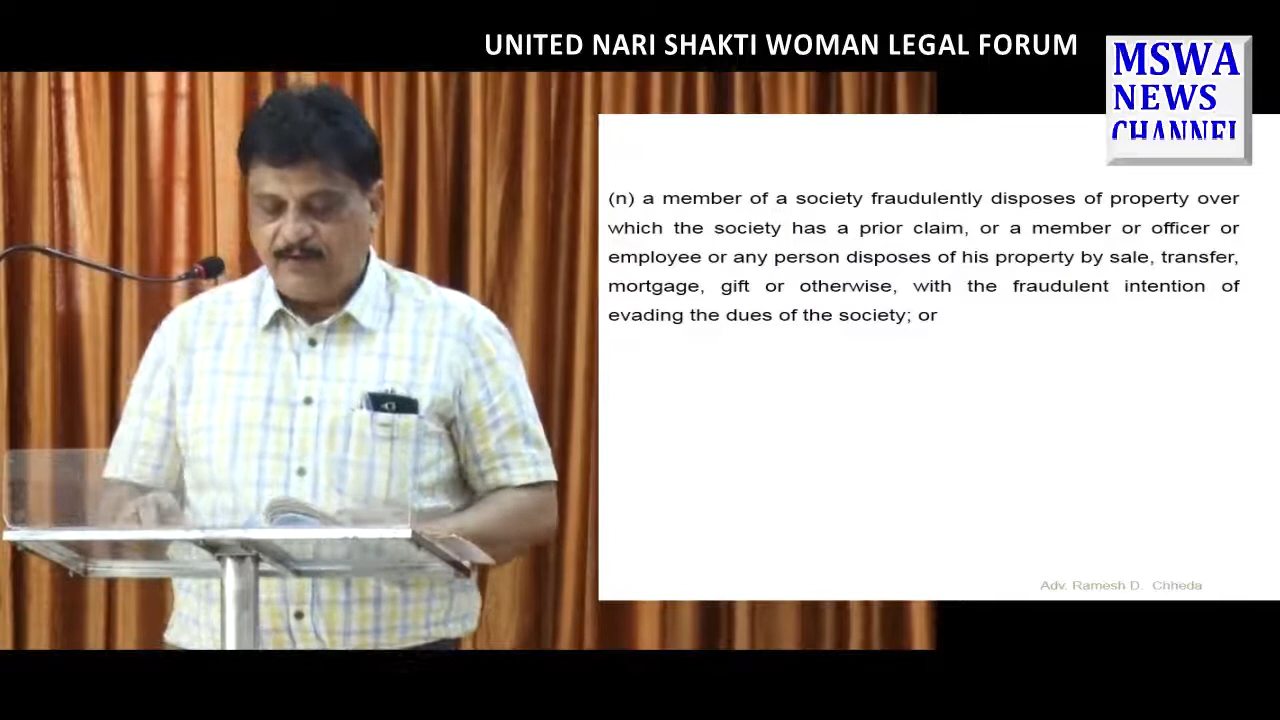 UNITED NARI SHAKTI WOMAN LEGAL FORUM
MSWA
NEWS
CHANNEL
(n) a member of a society fraudulently disposes of property over
which the society has a prior claim, or a member or officer or
employee or any person disposes of his property by sale, transfer,
mortgage, gift or otherwise, with the fraudulent intention of
evading the dues of the society; or
Adv. Ramesh D. Chheda